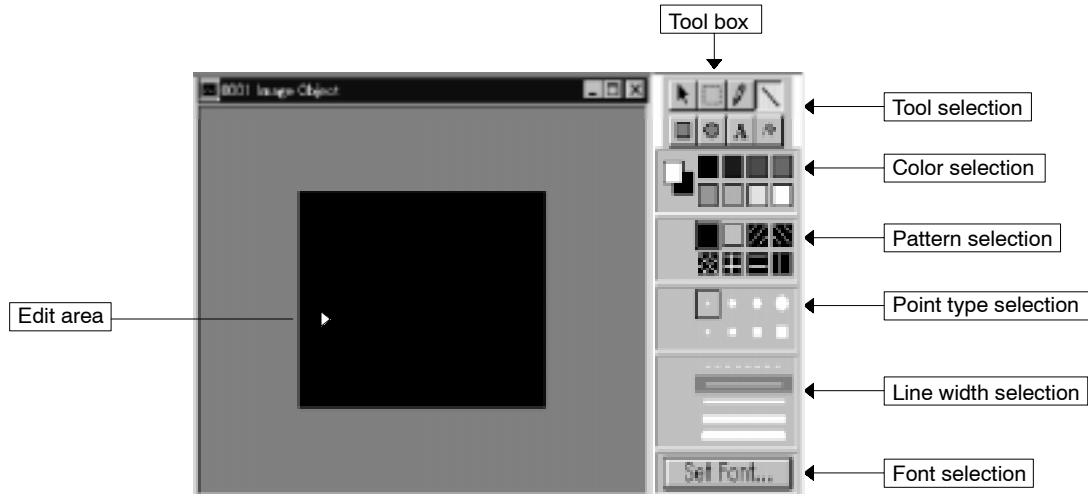 Tool box
0001 Image Object
Tool selection
A
Color selection
Pattern selection
Edit area
Point type selection
Line width selection
Set Font...
Font selection